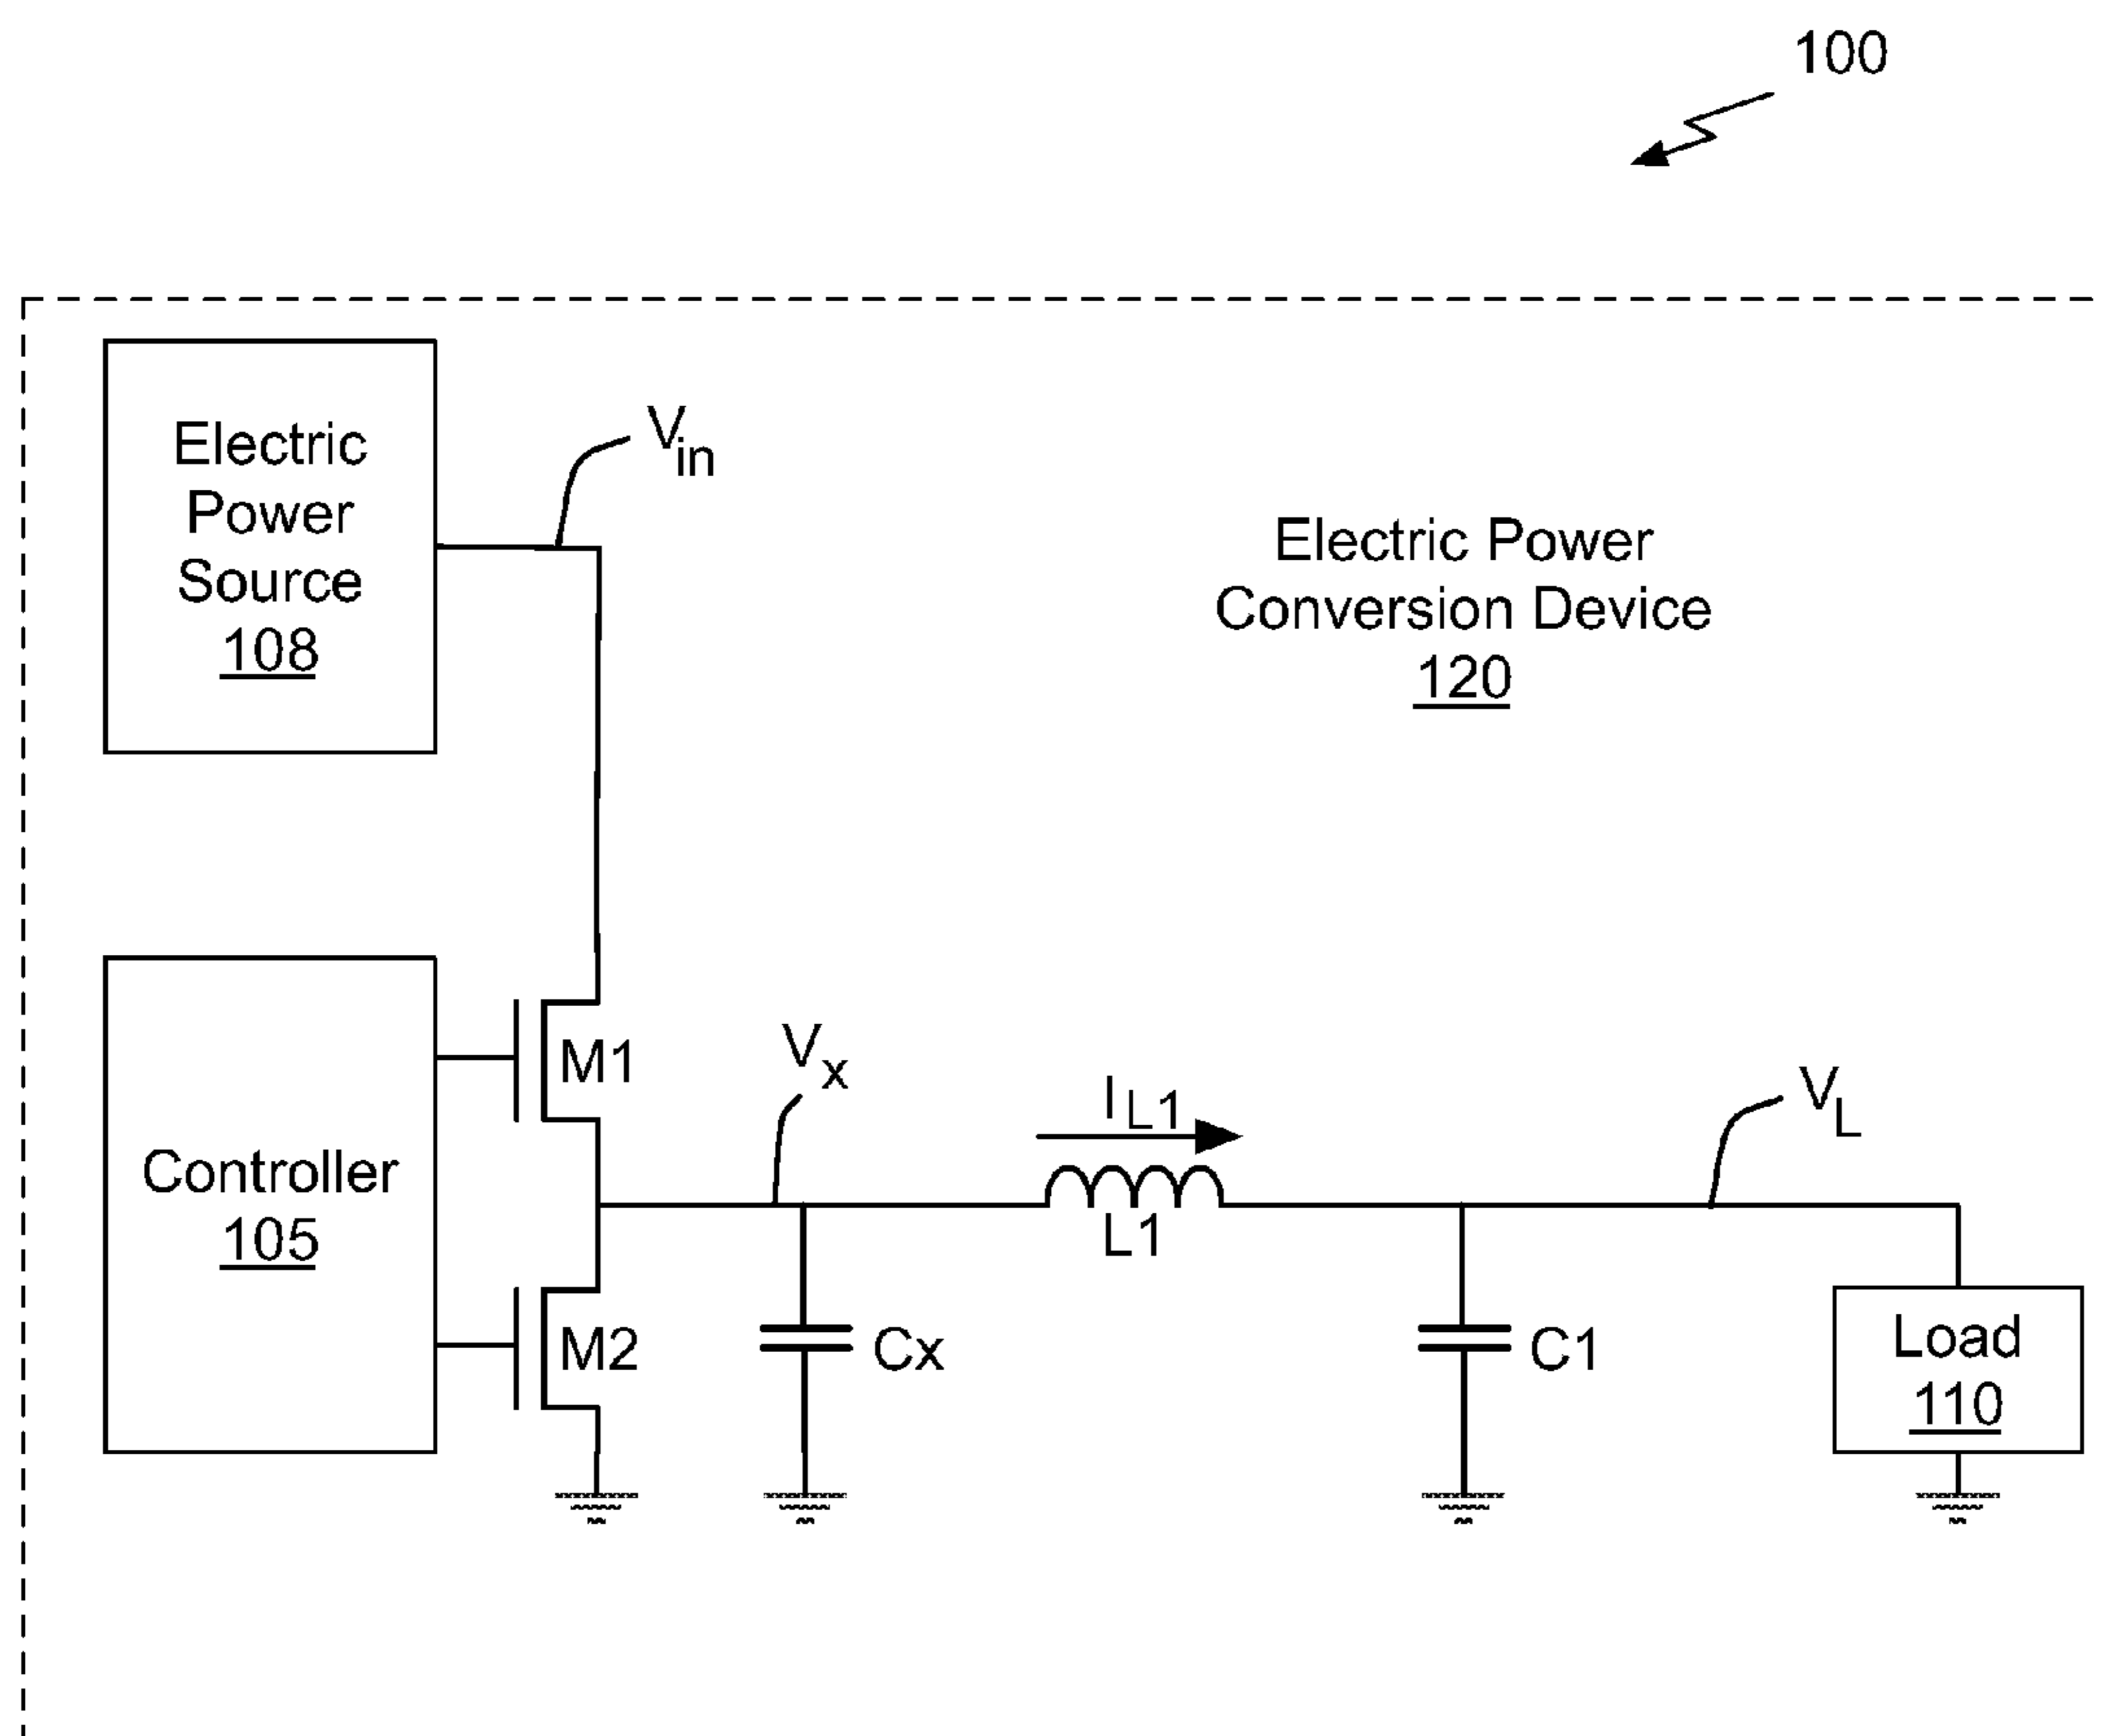 100
Electric
Power
Source
108
Vin
Electric Power
Conversion Device
120
Controller
105
M1
M2
Vx
Cx
IL1
L1
C1
VL
Load
110